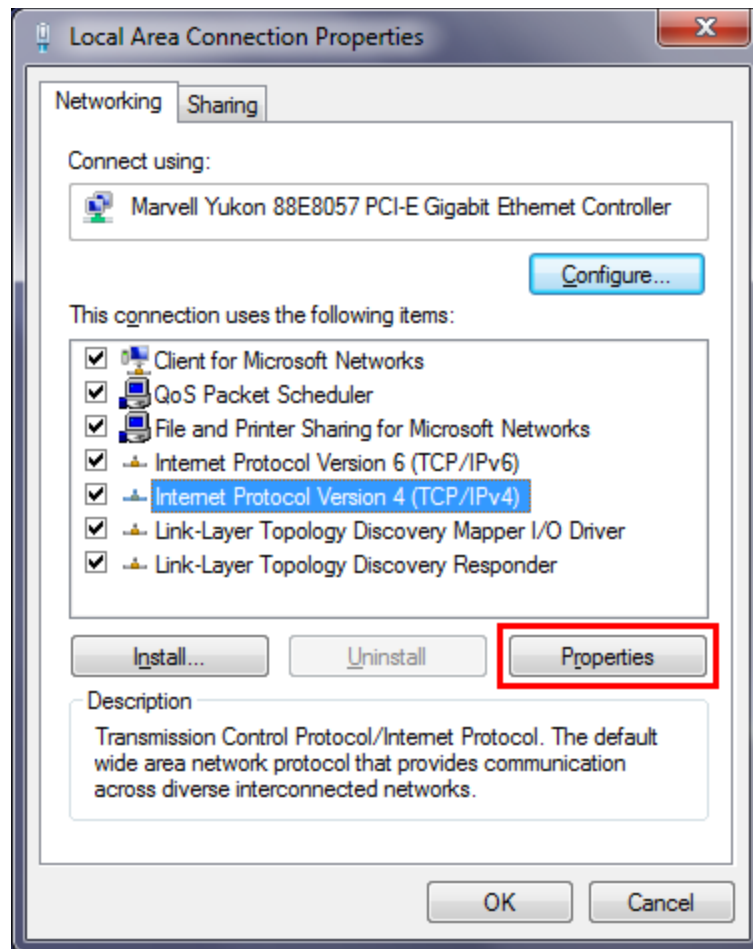 Local Area Connection Properties
Networking
Sharing
Connect using:
Marvell Yukon 88E8057 PCI-E Gigabit Ethernet Controller
Configure...
This connection uses the following items:
Client for Microsoft Networks
QoS Packet Scheduler
File and Printer Sharing for Microsoft Networks
Internet Protocol Version 6 (TCP/IPv6)
Internet Protocol Version 4 (TCP/IPv4)
Link-Layer Topology Discovery Mapper I/O Driver
Link-Layer Topology Discovery Responder
Install...
Uninstall
Properties
Description
Transmission Control Protocol/Internet Protocol. The default
wide area network protocol that provides communication
across diverse interconnected networks.
OK
Cancel